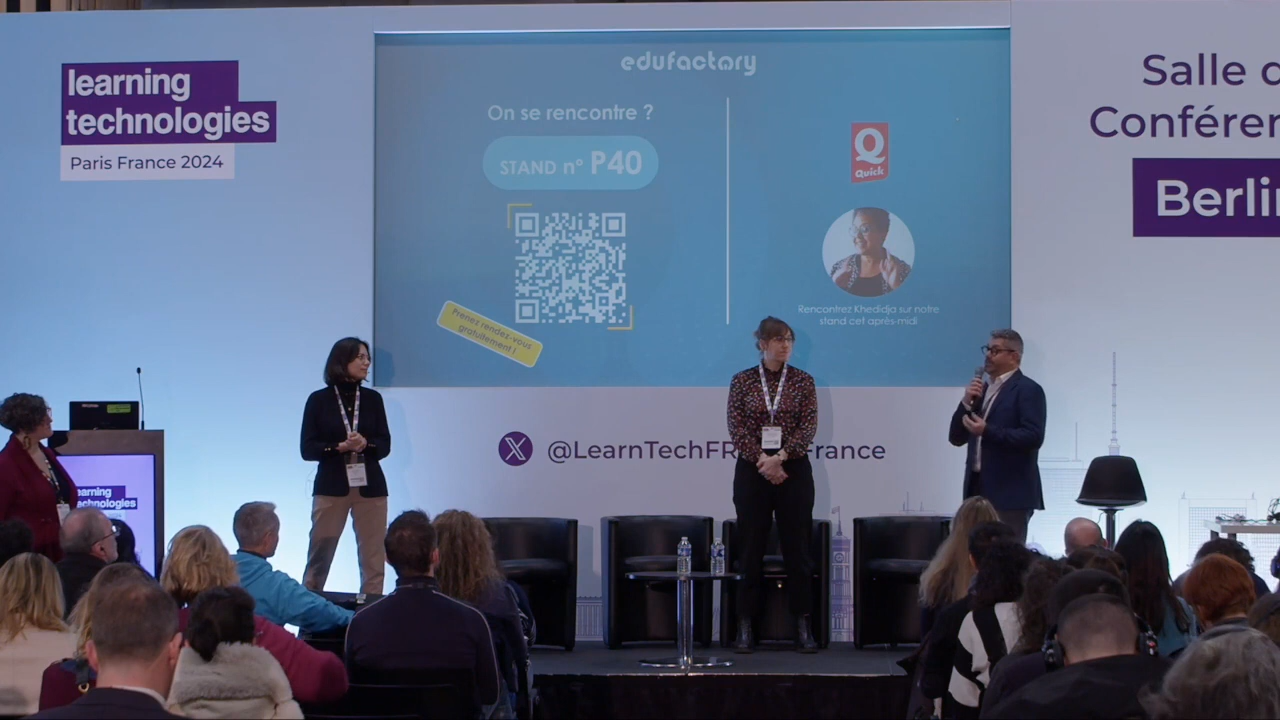 learning
technologies
Paris France 2024
edufactory
On se rencontre ?
STAND n° P40
Prenez rendez-vous
gratuitement !
Q
Quick
Rencontrez Khedidja sur notre
stand cet après-midi
Salle
Conféren
Berlin
@LearnTechFR
France
learning
technologies